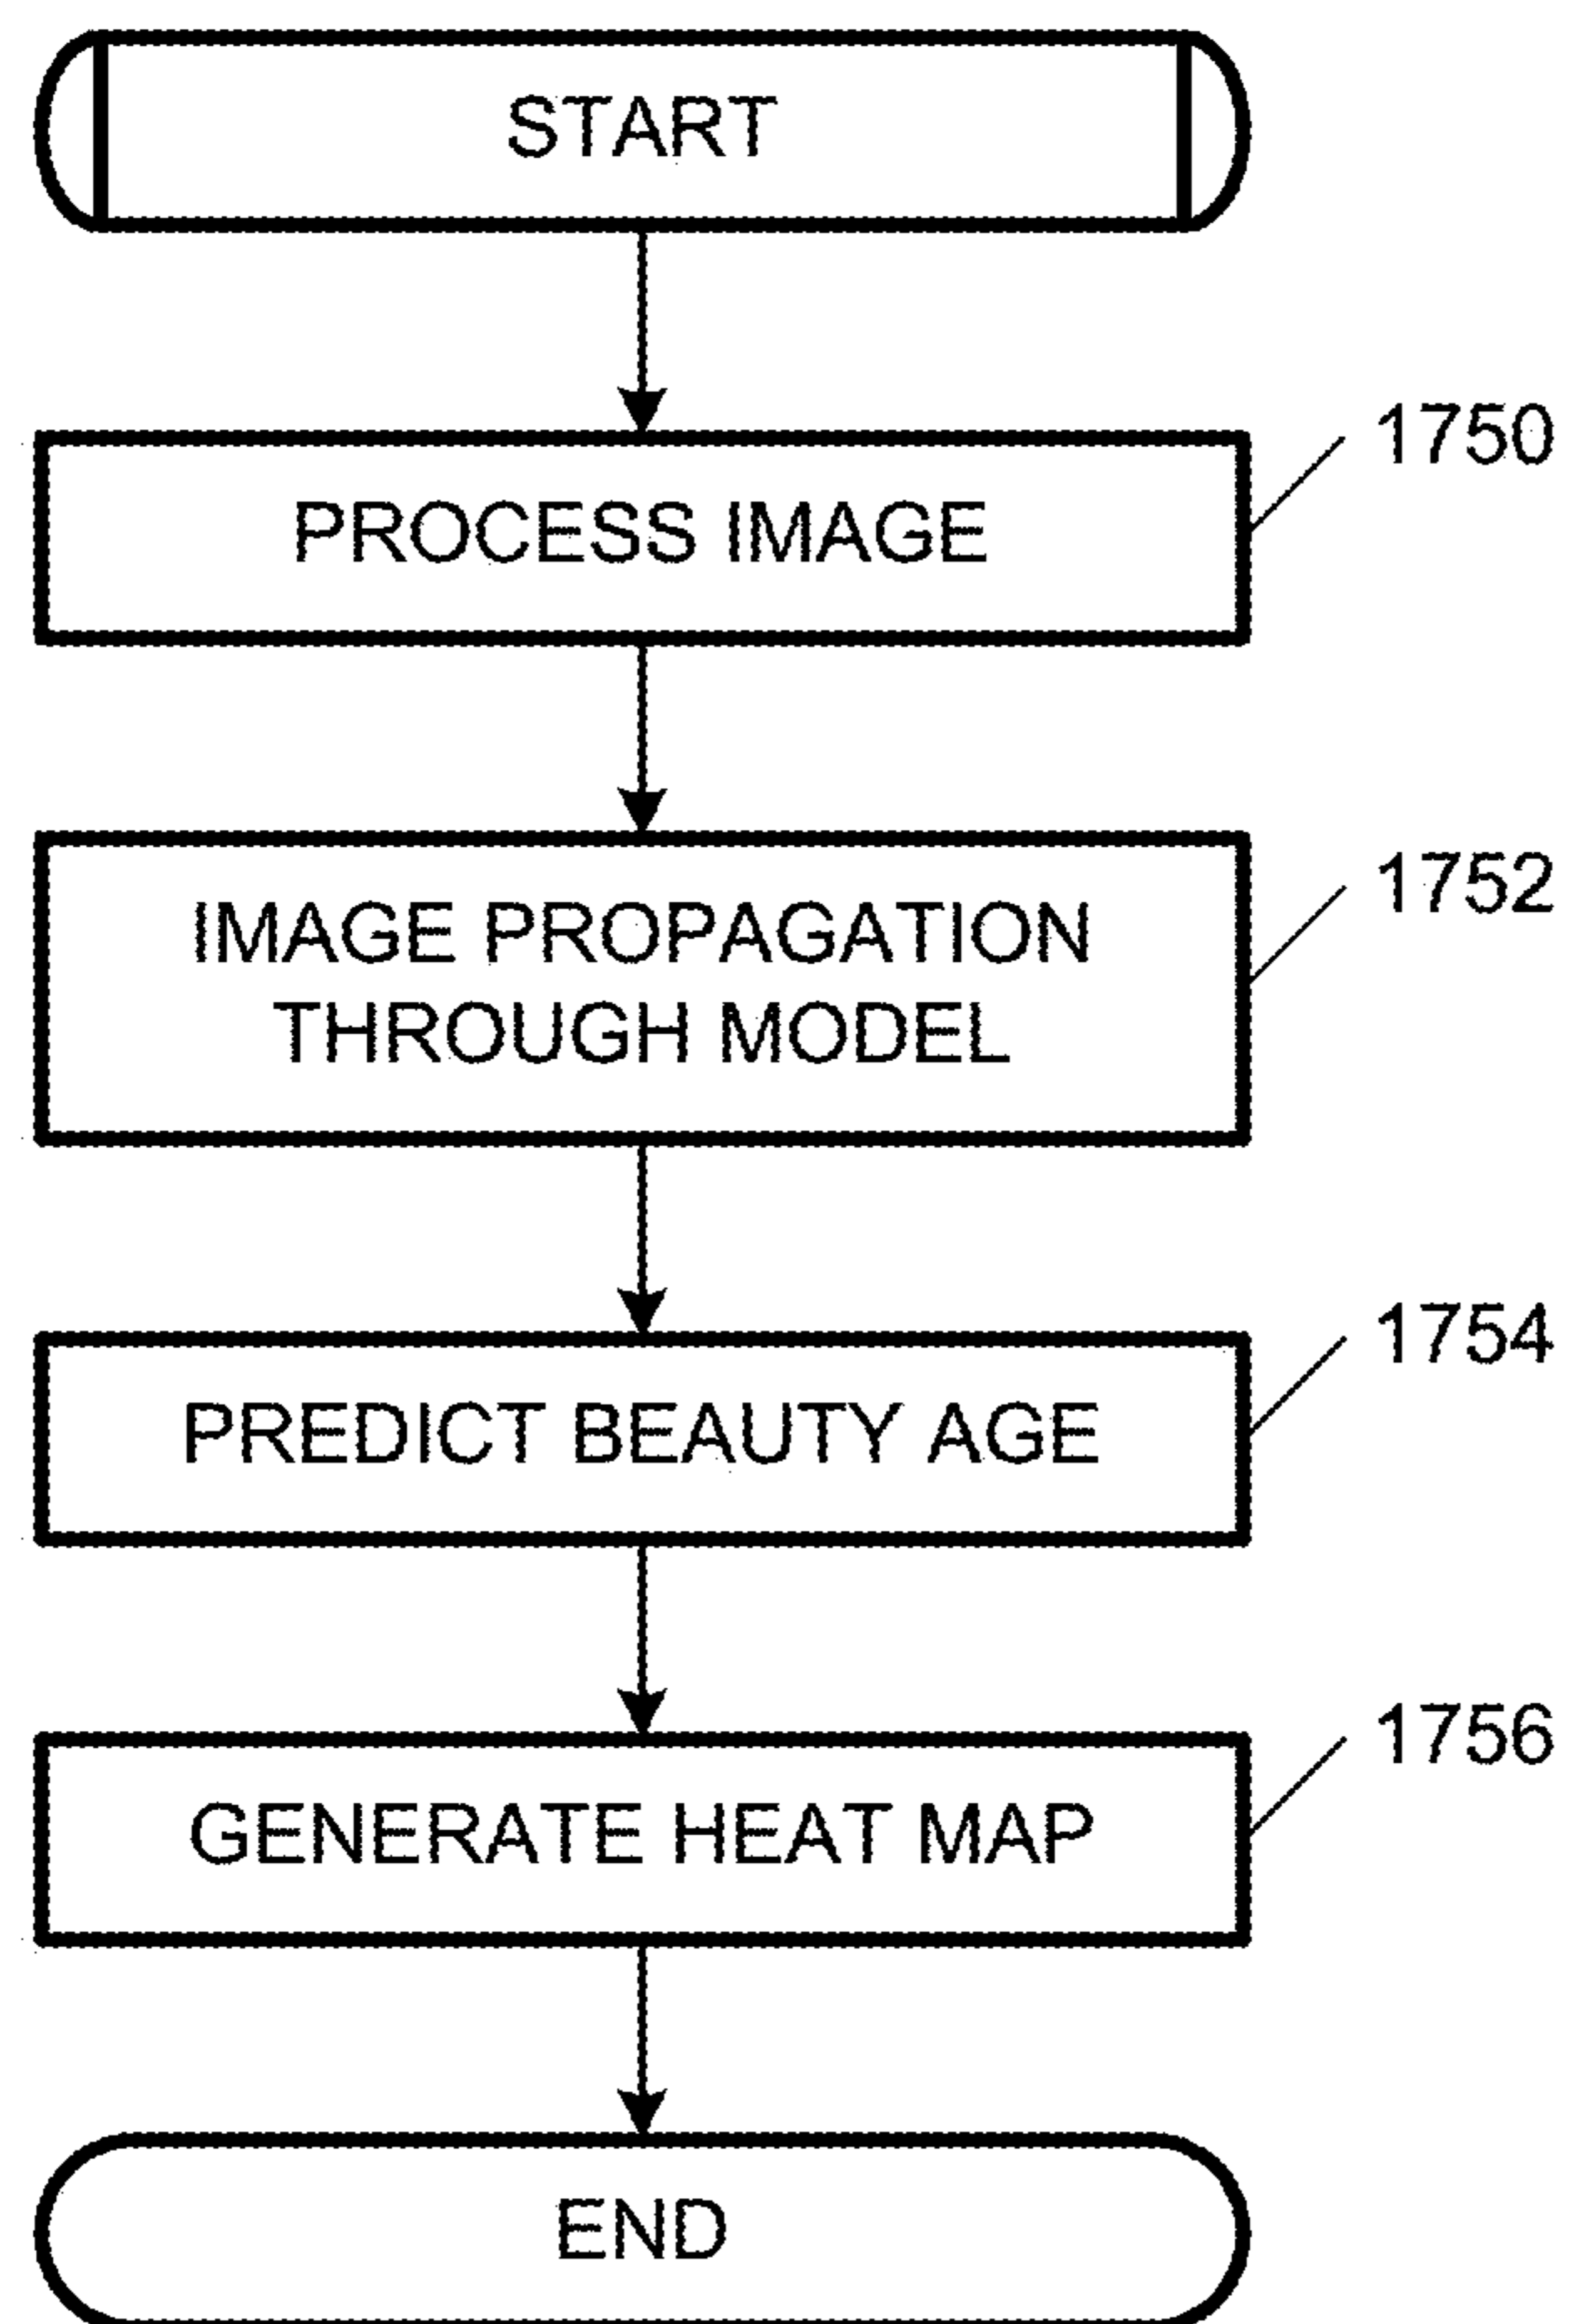 START
1750
PROCESS IMAGE
1752
IMAGE PROPAGATION
THROUGH MODEL
1754
PREDICT BEAUTY AGE
1756
GENERATE HEAT MAP
END